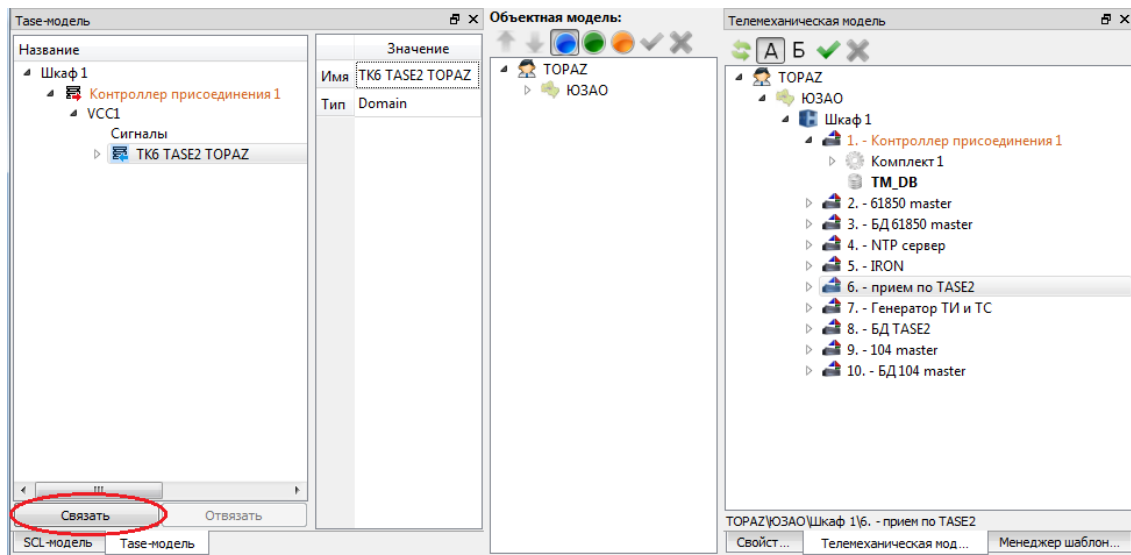 Tase-модель
Название
Шкаф 1
Контроллер присоединения 1
VCC1
Сигналы
TK6 TASE2 TOPAZ
Значение
Имя TK6 TASE2 TOPAZ
Тип Domain
Связать
Отвязать
SCL-модель
Tase-модель
Объектная модель:
TOPAZ
ЮЗАО
Телемеханическая модель
А Б
TOPAZ
ЮЗАО
Шкаф 1
1. - Контроллер присоединения 1
Комплект 1
TM_DB
2. - 61850 master
3. - БД 61850 master
4. - NTP сервер
5. - IRON
6. - прием по TASE2
7. - Генератор ТИ и ТС
8. - БД TASE2
9. - 104 master
10. - БД 104 master
TOPAZ\ЮЗАО\Шкаф 1\6. - прием по TASE2
Свойст...
Телемеханическая мод...
Менеджер шаблон...